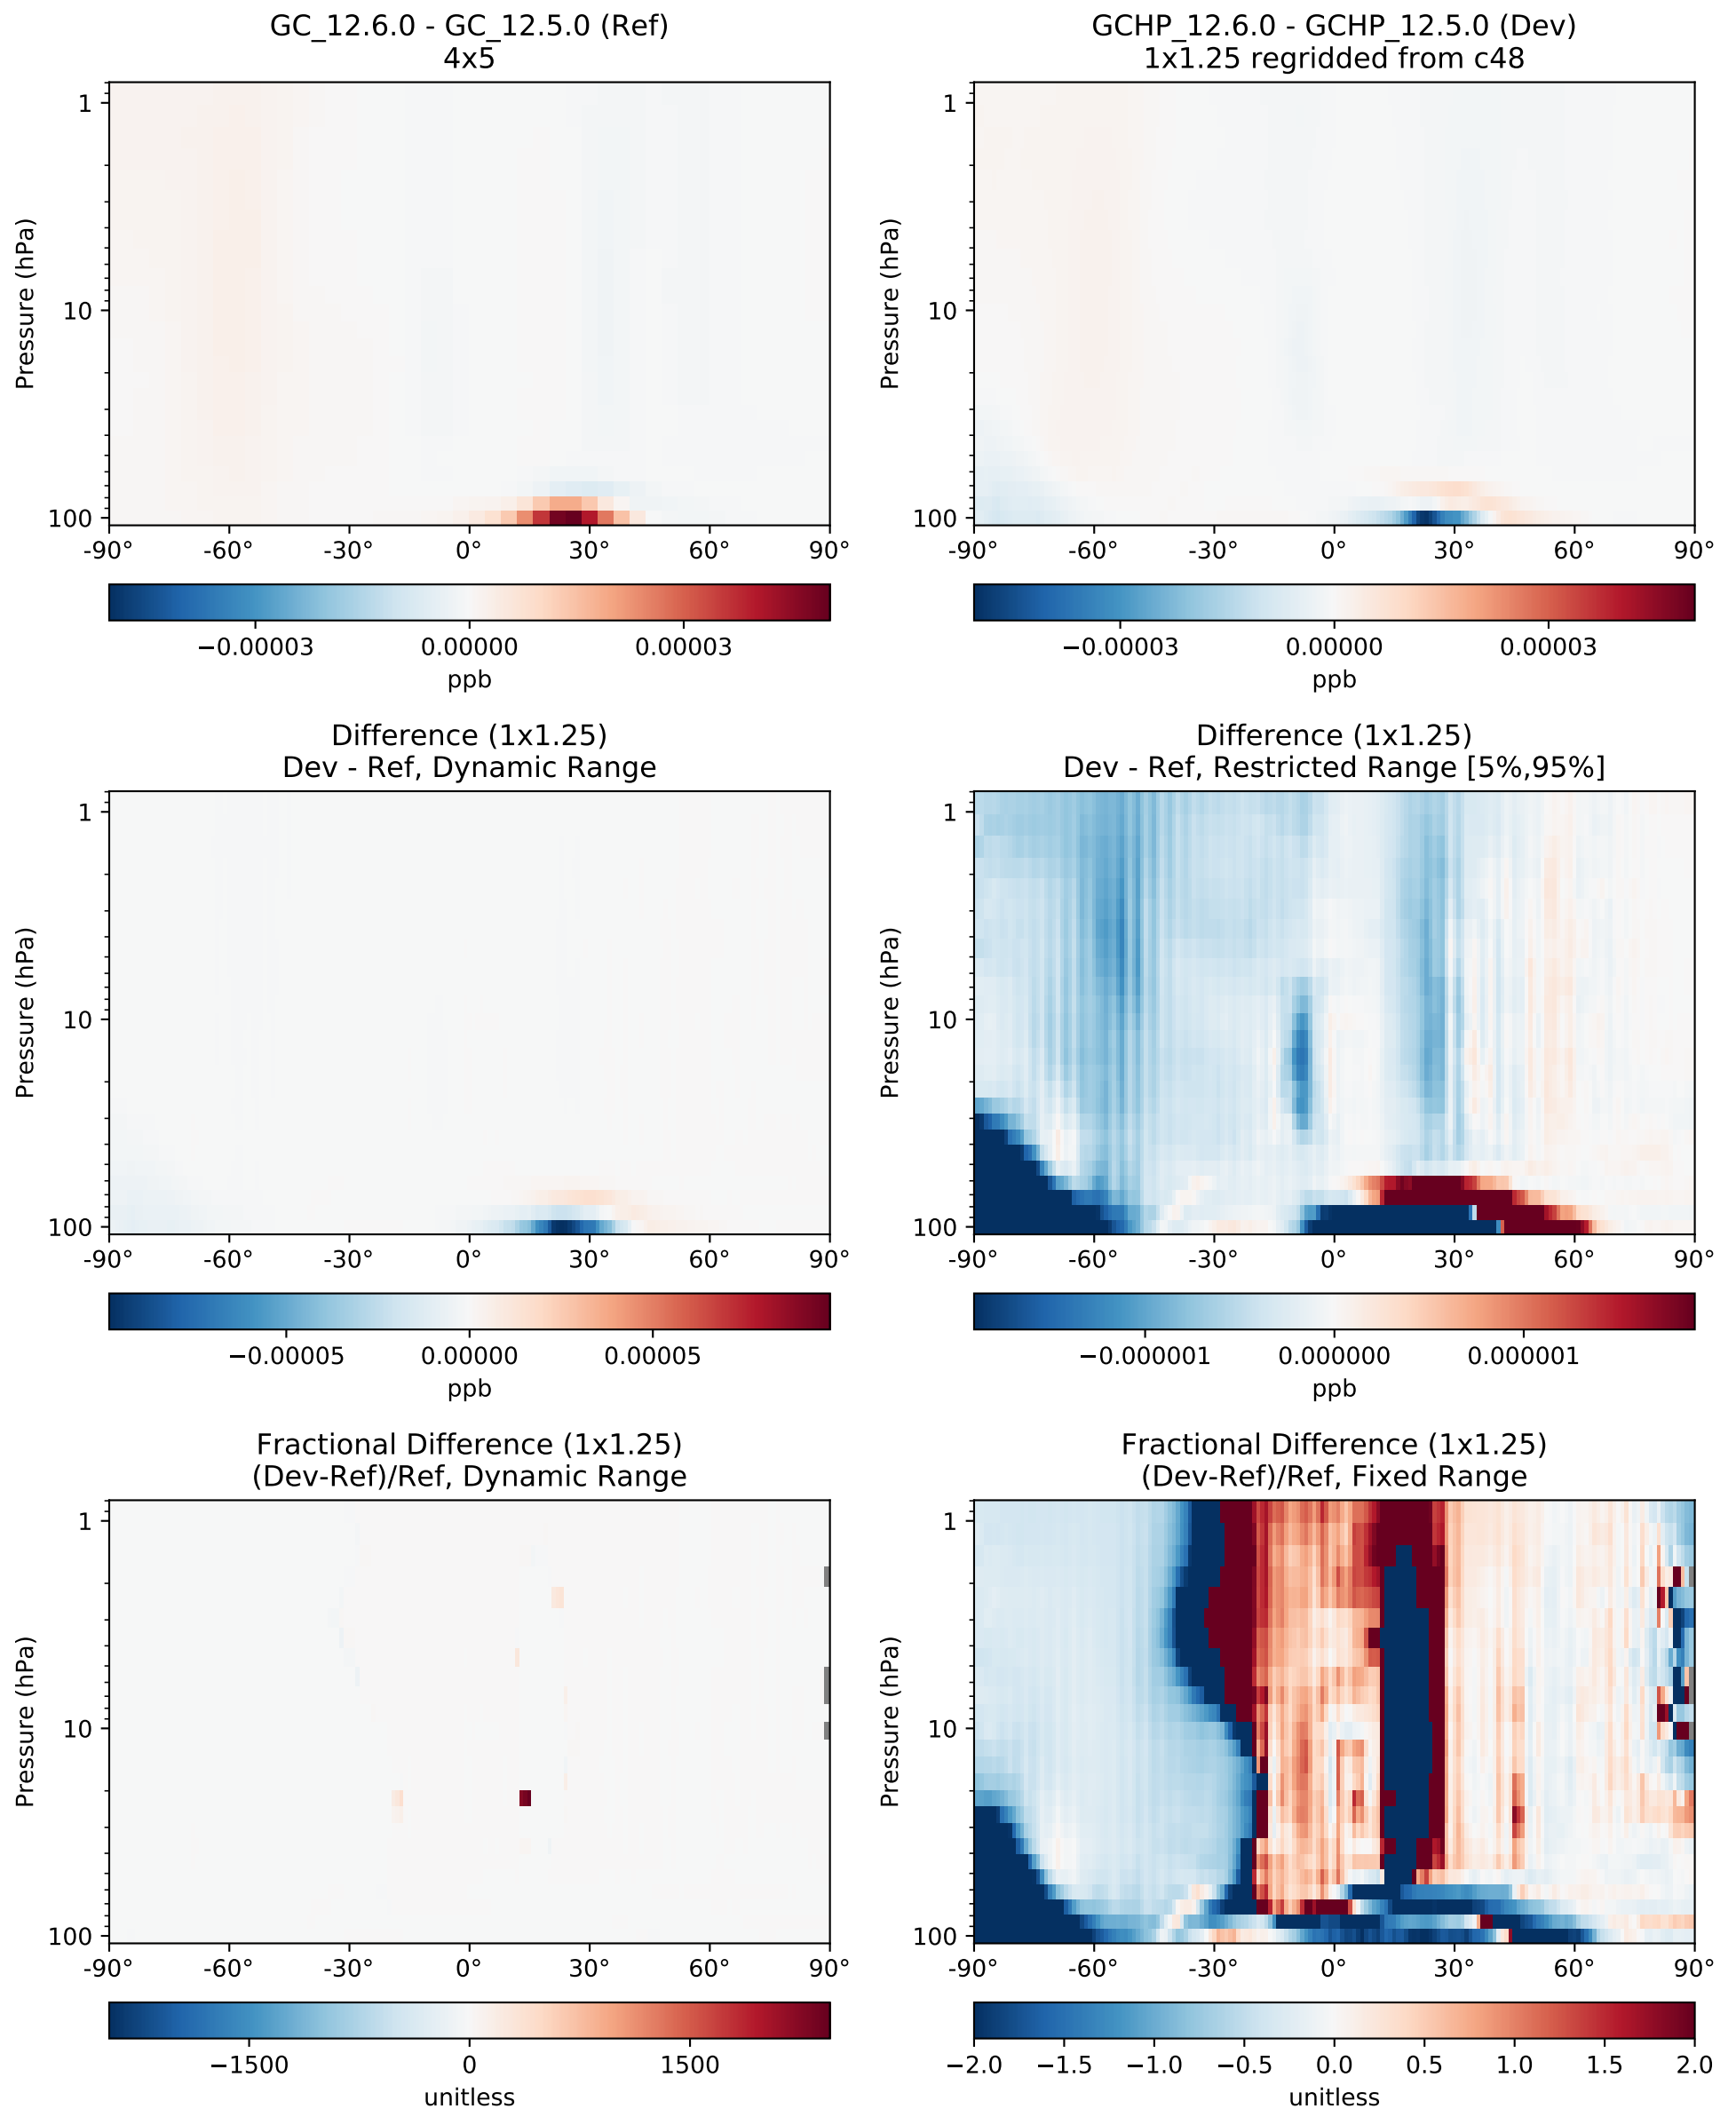 GC_12.6.0 - GC_12.5.0 (Ref)
4x5
GCHP_12.6.0 - GCHP_12.5.0 (Dev)
1x1.25 regridded from c48
Pressure (hPa)
1
10
100
-90° -60° -30° 0° 30° 60° 90°
−0.00003 0.00000 0.00003
ppb
Pressure (hPa)
1
10
100
-90° -60° -30° 0° 30° 60° 90°
−0.00003 0.00000 0.00003
ppb
Difference (1x1.25)
Dev - Ref, Dynamic Range
Difference (1x1.25)
Dev - Ref, Restricted Range [5%,95%]
Pressure (hPa)
1
10
100
-90° -60° -30° 0° 30° 60° 90°
−0.00005 0.00000 0.00005
ppb
Pressure (hPa)
1
10
100
-90° -60° -30° 0° 30° 60° 90°
−0.000001 0.000000 0.000001
ppb
Fractional Difference (1x1.25)
(Dev-Ref)/Ref, Dynamic Range
Fractional Difference (1x1.25)
(Dev-Ref)/Ref, Fixed Range
Pressure (hPa)
1
10
100
-90° -60° -30° 0° 30° 60° 90°
−1500 0 1500
unitless
Pressure (hPa)
1
10
100
-90° -60° -30° 0° 30° 60° 90°
−2.0 −1.5 −1.0 −0.5 0.0 0.5 1.0 1.5 2.0
unitless